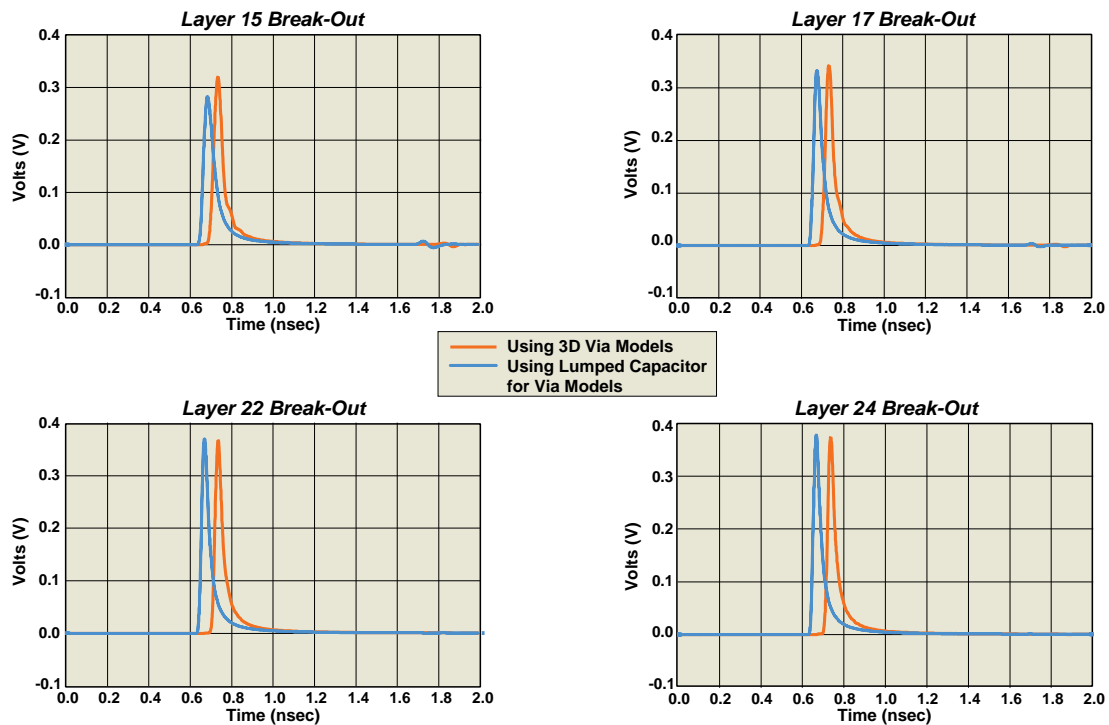 Layer 15 Break-Out
0.4
0.3
0.2
0.1
0.0
-0.1
Volts (V)
0.0 0.2 0.4 0.6 0.8 1.0 1.2 1.4 1.6 1.8 2.0
Time (nsec)
Layer 17 Break-Out
0.4
0.3
0.2
0.1
0.0
-0.1
Volts (V)
0.0 0.2 0.4 0.6 0.8 1.0 1.2 1.4 1.6 1.8 2.0
Time (nsec)
Using 3D Via Models
Using Lumped Capacitor
for Via Models
Layer 22 Break-Out
0.4
0.3
0.2
0.1
0.0
-0.1
Volts (V)
0.0 0.2 0.4 0.6 0.8 1.0 1.2 1.4 1.6 1.8 2.0
Time (nsec)
Layer 24 Break-Out
0.4
0.3
0.2
0.1
0.0
-0.1
Volts (V)
0.0 0.2 0.4 0.6 0.8 1.0 1.2 1.4 1.6 1.8 2.0
Time (nsec)